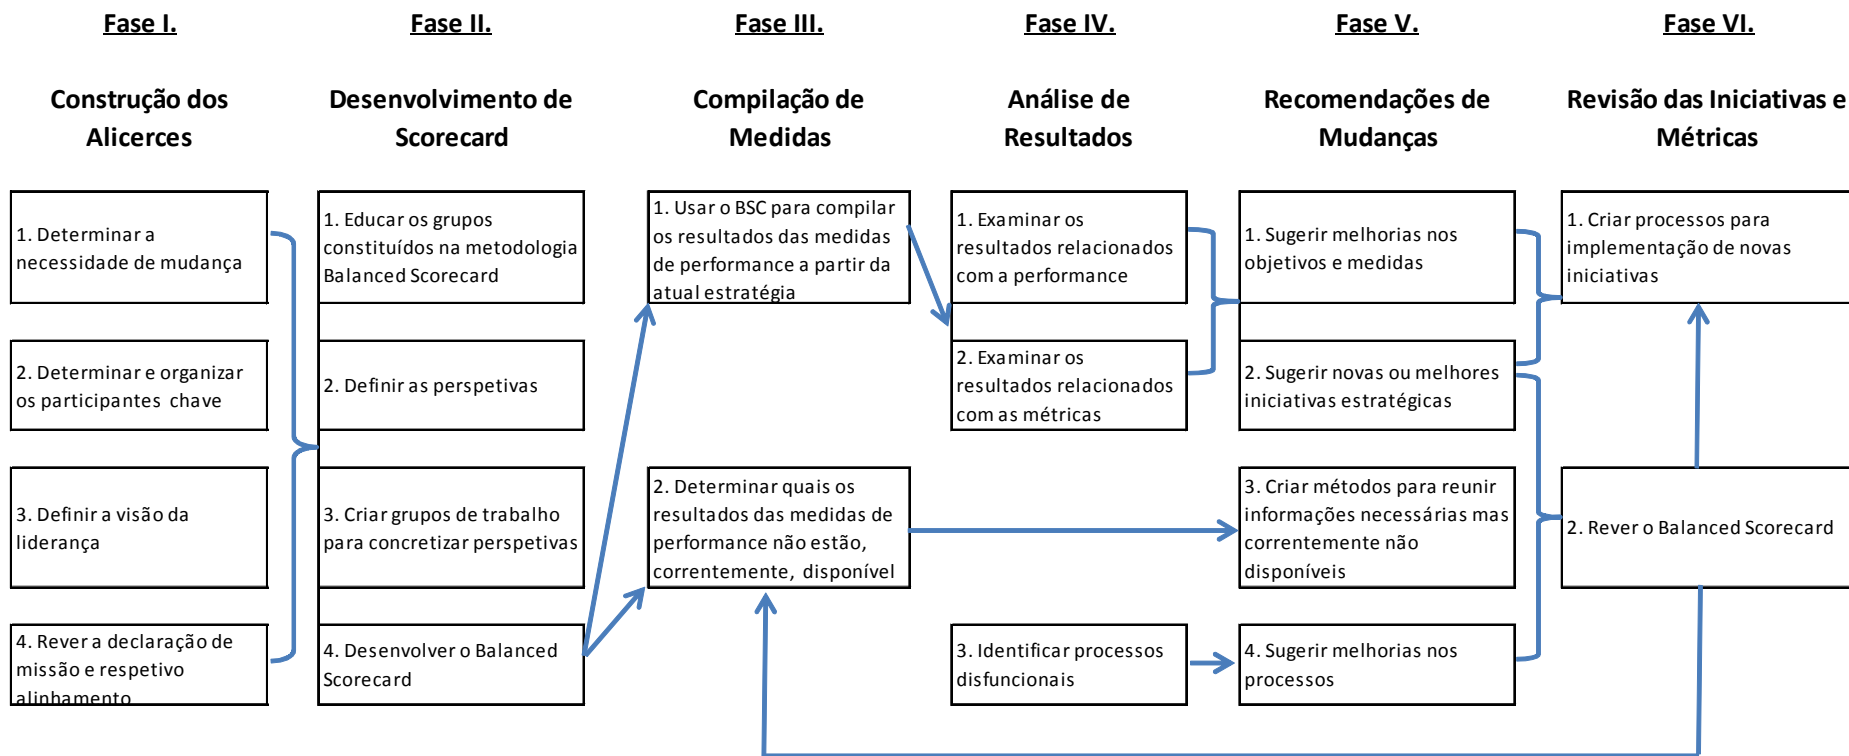 Fase I.
Construção dos
Alicerces
1. Determinar a
necessidade de mudança
2. Determinar e organizar
os participantes chave
3. Definir a visão da
liderança
4. Rever a declaração de
missão e respetivo
alinhamento
Fase II.
Desenvolvimento de
Scorecard
1. Educar os grupos
constituídos na metodologia
Balanced Scorecard
2. Definir as perspetivas
3. Criar grupos de trabalho
para concretizar perspetivas
4. Desenvolver o Balanced
Scorecard
Fase III.
Compilação de
Medidas
1. Usar o BSC para compilar
os resultados das medidas
de performance a partir da
atual estratégia
2. Determinar quais os
resultados das medidas de
performance não estão,
correntemente, disponível
Fase IV.
Análise de
Resultados
1. Examinar os
resultados relacionados
com a performance
2. Examinar os
resultados relacionados
com as métricas
3. Identificar processos
disfuncionais
Fase V.
Recomendações de
Mudanças
1. Sugerir melhorias nos
objetivos e medidas
2. Sugerir novas ou melhores
iniciativas estratégicas
3. Criar métodos para reunir
informações necessárias mas
correntemente não
disponíveis
4. Sugerir melhorias nos
processos
Fase VI.
Revisão das Iniciativas e
Métricas
1. Criar processos para
implementação de novas
iniciativas
2. Rever o Balanced Scorecard